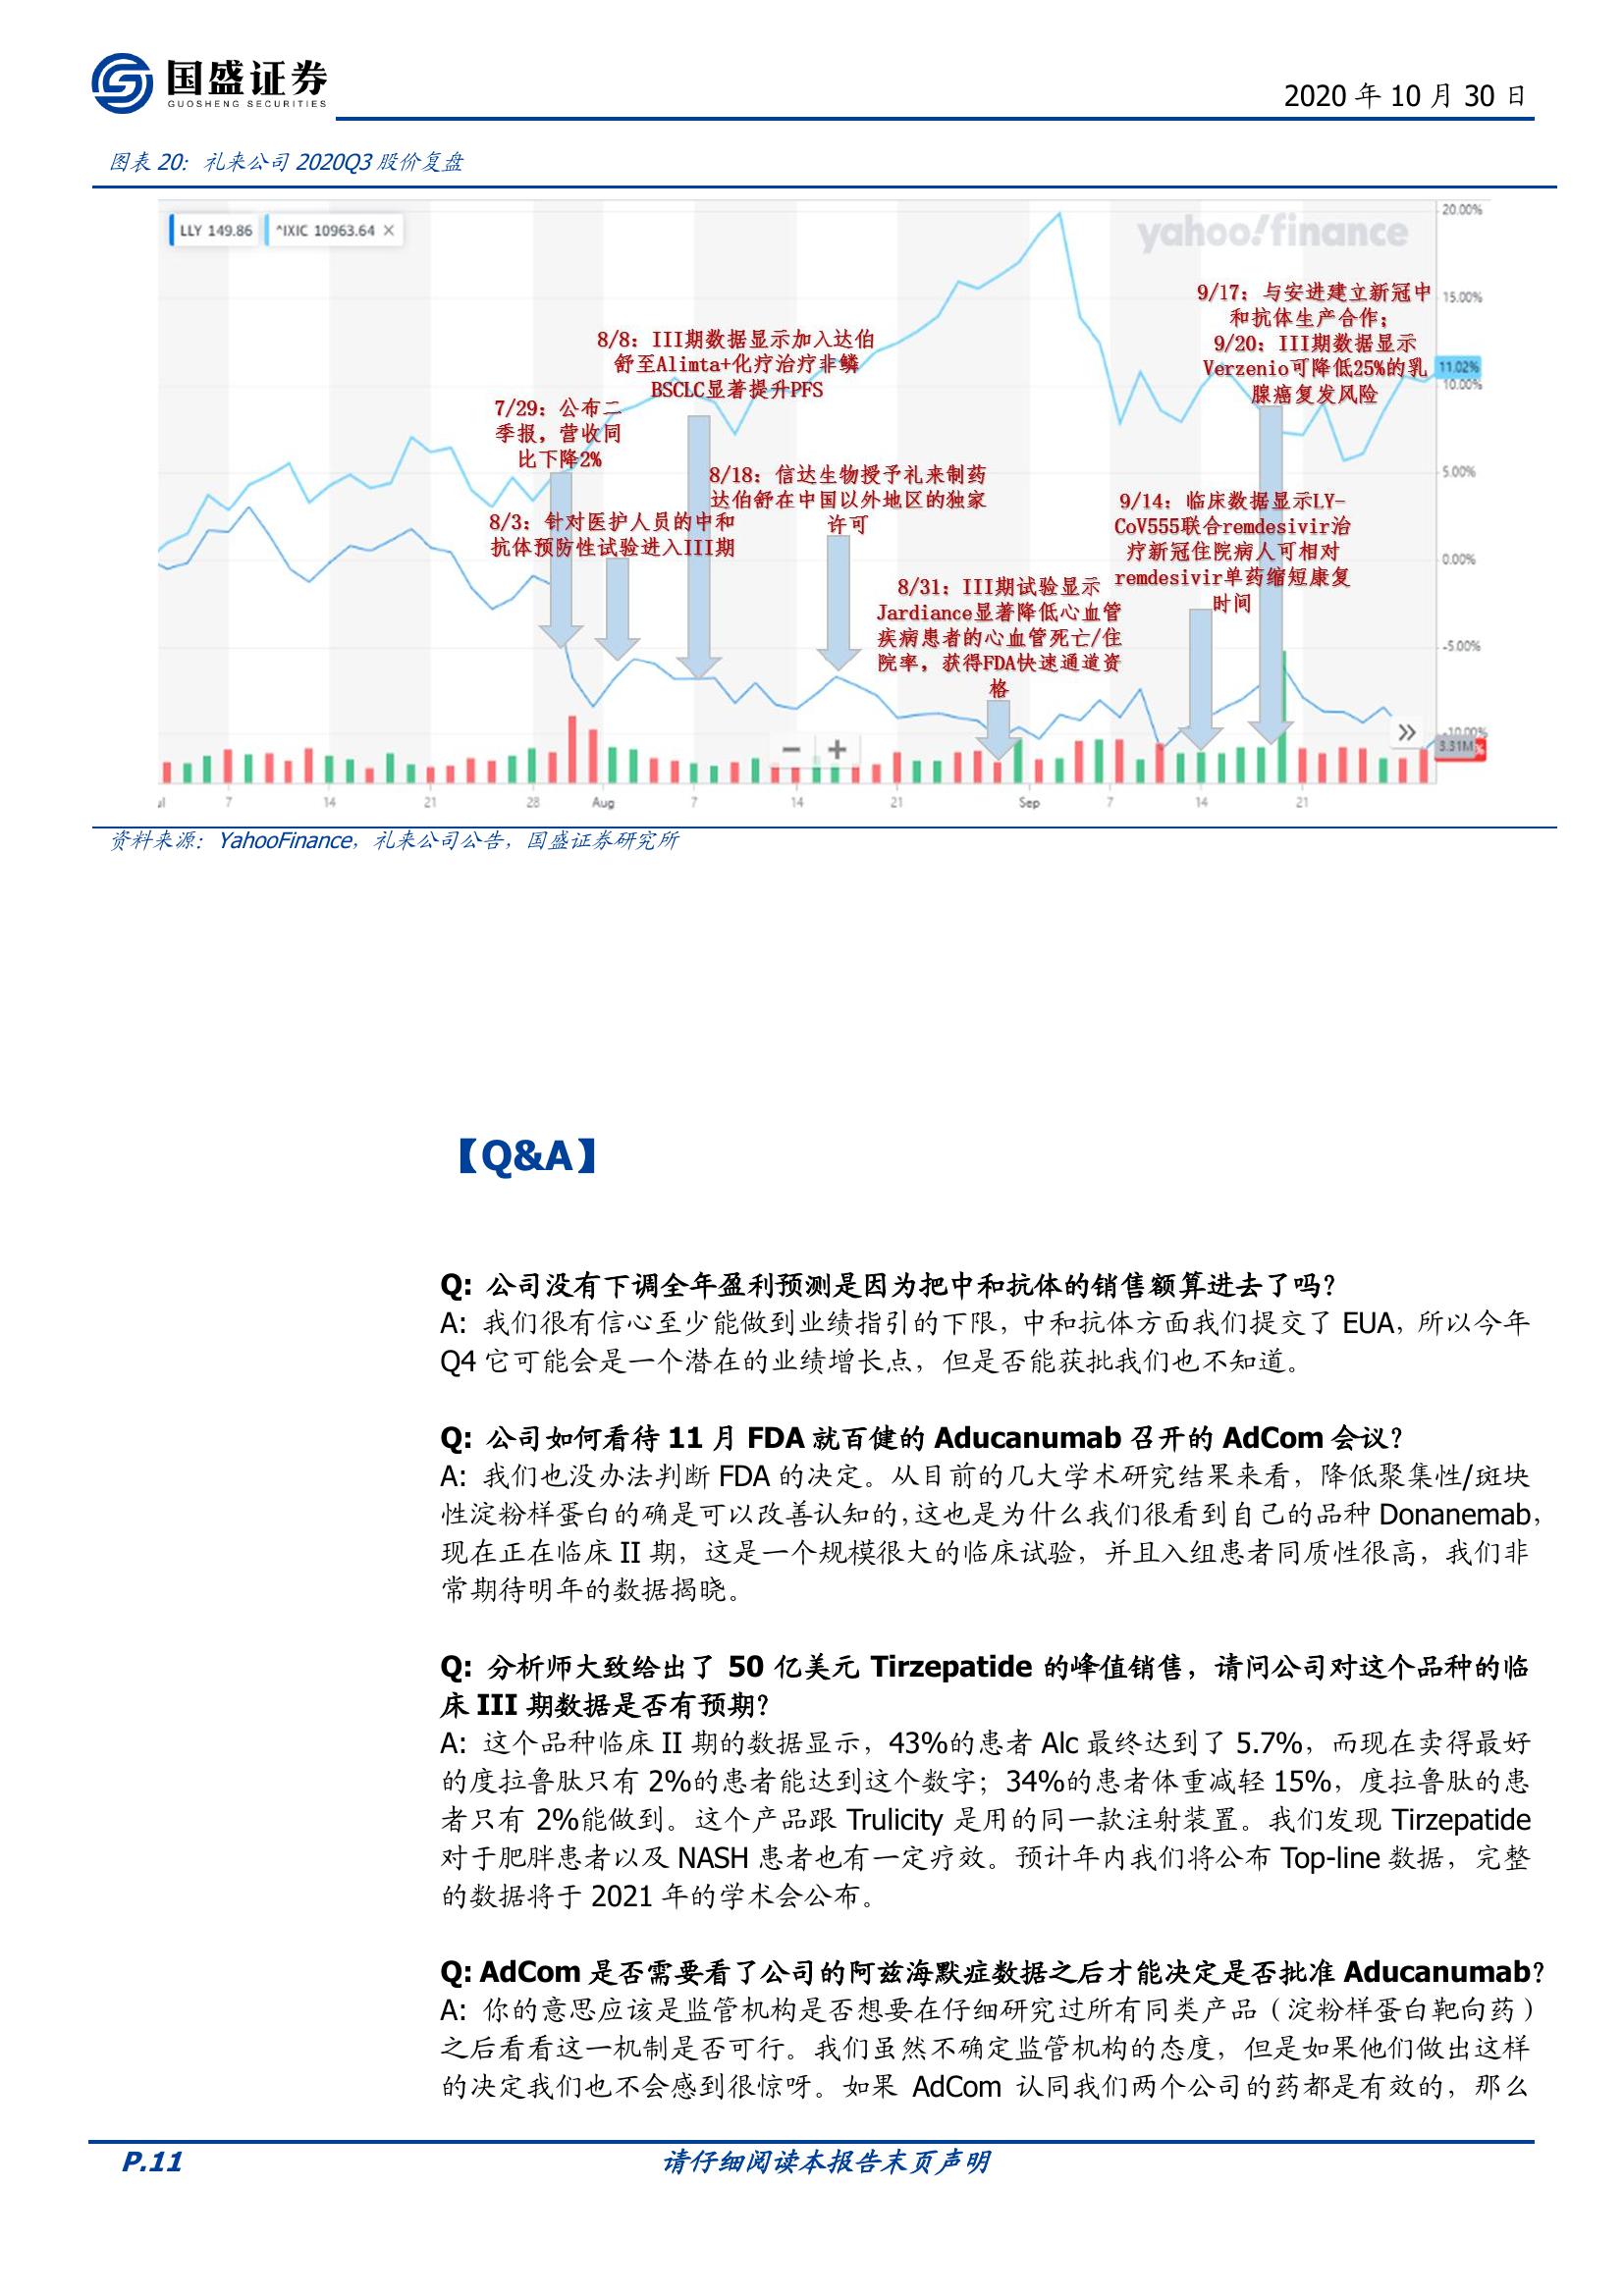 国盛证券
GUOSHENG SECURITIES
2020 年 10 月 30 日
图表 20：礼来公司 2020Q3 股价复盘
LLY 149.86
^IXIC 10963.64 ×
yahoo!finance
20.00%
15.00%
11.02%
10.00%
5.00%
0.00%
-5.00%
-10.00%
3.31M
7/29：公布二
季报，营收同
比下降2%
8/3：针对医护人员的中和
抗体预防性试验进入III期
8/8：III期数据显示加入达伯
舒至Alimta+化疗治疗非鳞
BSCLC显著提升PFS
8/18：信达生物授予礼来制药
达伯舒在中国以外地区的独家
许可
8/31：III期试验显示
Jardiance显著降低心血管
疾病患者的心血管死亡/住
院率，获得FDA快速通道资
格
9/14：临床数据显示LY-
CoV555联合remdesivir治
疗新冠住院病人可相对
remdesivir单药缩短康复
时间
9/17：与安进建立新冠中
和抗体生产合作；
9/20：III期数据显示
Verzenio可降低25%的乳
腺癌复发风险
7 14 21 28 Aug 7 14 21 Sep 7 14 21
资料来源：YahooFinance，礼来公司公告，国盛证券研究所
【Q&A】
Q: 公司没有下调全年盈利预测是因为把中和抗体的销售额算进去了吗？
A: 我们很有信心至少能做到业绩指引的下限，中和抗体方面我们提交了 EUA，所以今年
Q4 它可能会是一个潜在的业绩增长点，但是否能获批我们也不知道。
Q: 公司如何看待 11 月 FDA 就百健的 Aducanumab 召开的 AdCom 会议？
A: 我们也没办法判断 FDA 的决定。从目前的几大学术研究结果来看，降低聚集性/斑块
性淀粉样蛋白的确是可以改善认知的，这也是为什么我们很看到自己的品种 Donanemab，
现在正在临床 II 期，这是一个规模很大的临床试验，并且入组患者同质性很高，我们非
常期待明年的数据揭晓。
Q: 分析师大致给出了 50 亿美元 Tirzepatide 的峰值销售，请问公司对这个品种的临
床 III 期数据是否有预期？
A: 这个品种临床 II 期的数据显示，43%的患者 Alc 最终达到了 5.7%，而现在卖得最好
的度拉鲁肽只有 2%的患者能达到这个数字；34%的患者体重减轻 15%，度拉鲁肽的患
者只有 2%能做到。这个产品跟 Trulicity 是用的同一款注射装置。我们发现 Tirzepatide
对于肥胖患者以及 NASH 患者也有一定疗效。预计年内我们将公布 Top-line 数据，完整
的数据将于 2021 年的学术会公布。
Q: AdCom 是否需要看了公司的阿兹海默症数据之后才能决定是否批准 Aducanumab？
A: 你的意思应该是监管机构是否想要在仔细研究过所有同类产品（淀粉样蛋白靶向药）
之后看看这一机制是否可行。我们虽然不确定监管机构的态度，但是如果他们做出这样
的决定我们也不会感到很惊呀。如果 AdCom 认同我们两个公司的药都是有效的，那么
P.11
请仔细阅读本报告末页声明